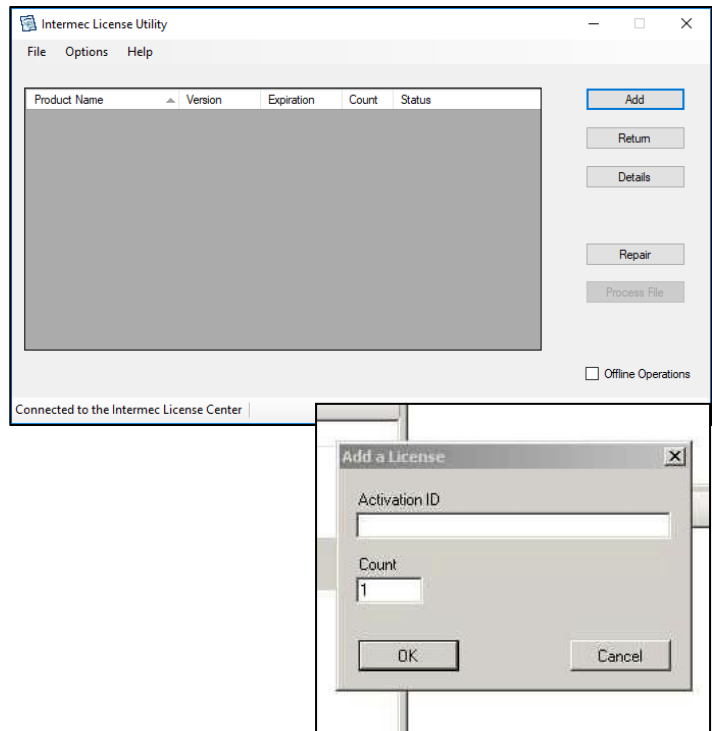 Intermec License Utility
File Options Help
Product Name Version Expiration Count Status
Add
Return
Details
Repair
Process File
Offline Operations
Connected to the Intermec License Center
Add a License
Activation ID
Count
1
OK Cancel